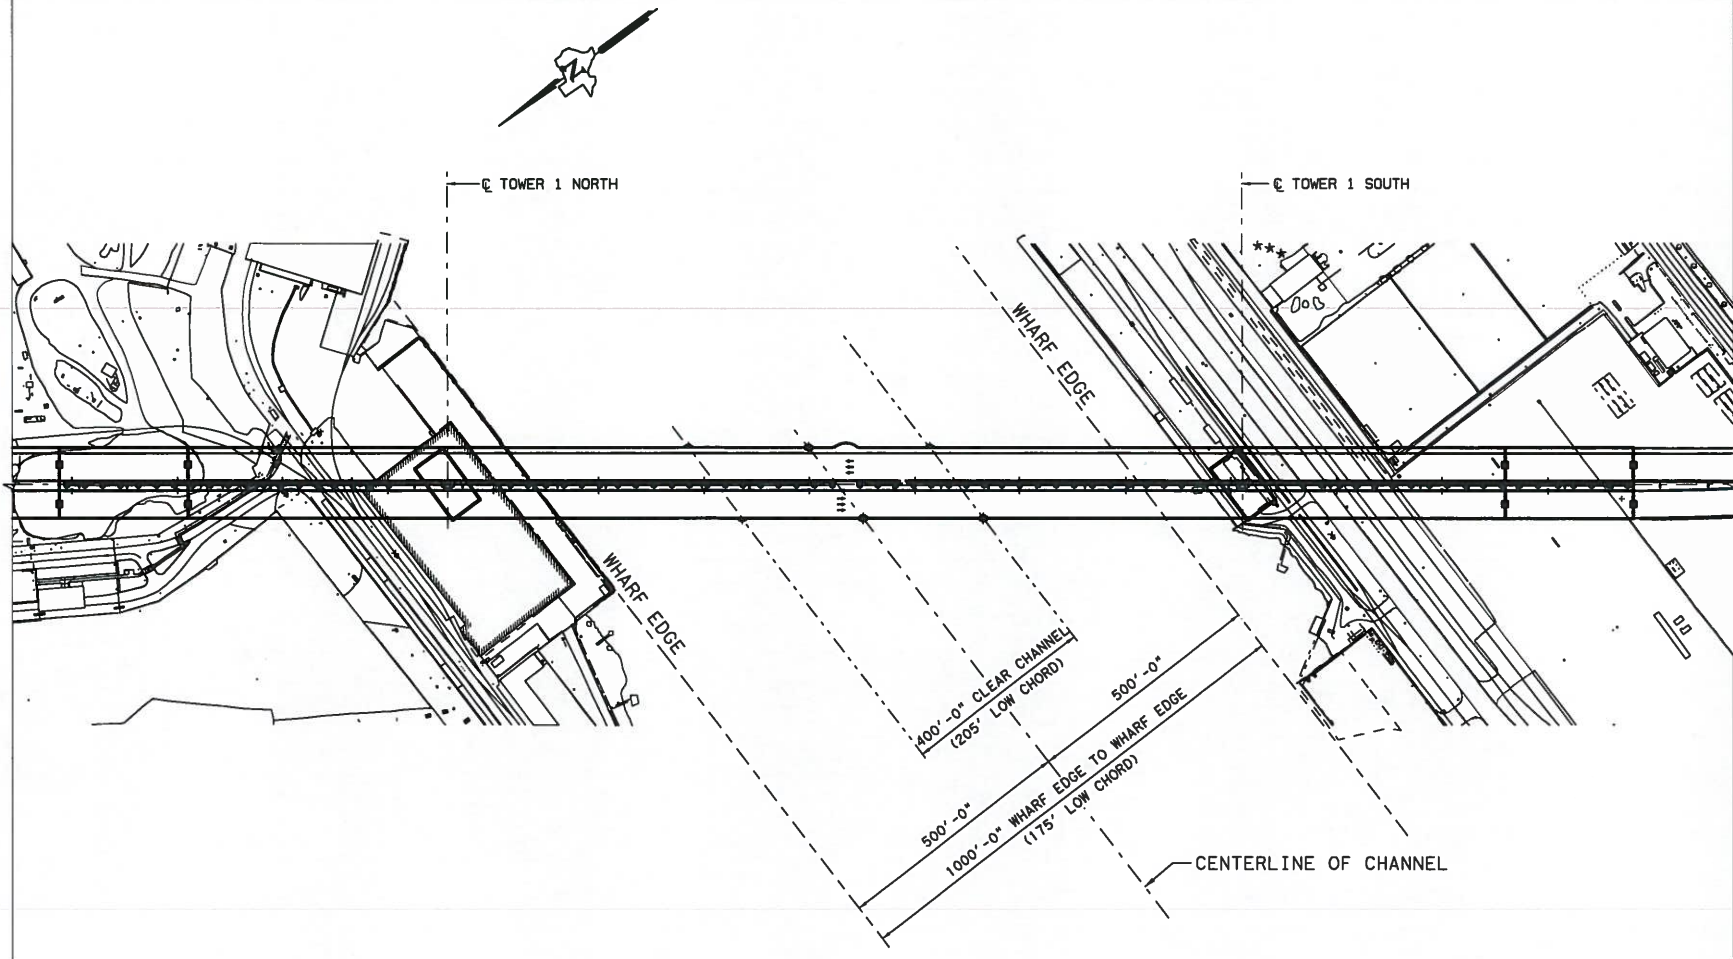 N
℄ TOWER 1 NORTH
℄ TOWER 1 SOUTH
WHARF EDGE
WHARF EDGE
400'-0" CLEAR CHANNEL
(205' LOW CHORD)
500'-0"
500'-0"
1000'-0" WHARF EDGE TO WHARF EDGE
(175' LOW CHORD)
CENTERLINE OF CHANNEL